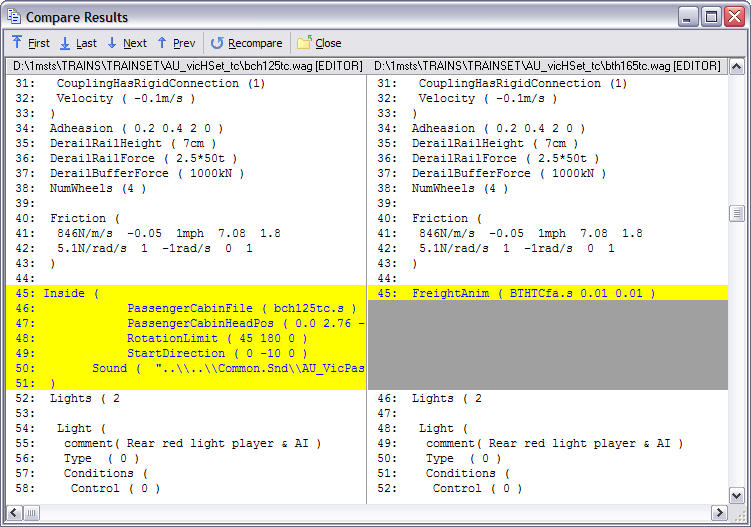 Compare Results
First Last Next Prev Recompare Close
D:\1msts\TRAINS\TRAINSET\AU_vicHSet_tc\bch125tc.wag [EDITOR]
31: CouplingHasRigidConnection (1)
32: Velocity ( -0.1m/s )
33: )
34: Adheasion ( 0.2 0.4 2 0 )
35: DerailRailHeight ( 7cm )
36: DerailRailForce ( 2.5*50t )
37: DerailBufferForce ( 1000kN )
38: NumWheels (4 )
39:
40: Friction (
41: 846N/m/s -0.05 1mph 7.08 1.8
42: 5.1N/rad/s 1 -1rad/s 0 1
43: )
44:
45: Inside (
46: PassengerCabinFile ( bch125tc.s )
47: PassengerCabinHeadPos ( 0.0 2.76 -
48: RotationLimit ( 45 180 0 )
49: StartDirection ( 0 -10 0 )
50: Sound ( "..\\..\\Common.Snd\\AU_VicPas
51: )
52: Lights ( 2
53:
54: Light (
55: comment( Rear red light player & AI )
56: Type ( 0 )
57: Conditions (
58: Control ( 0 )
D:\1msts\TRAINS\TRAINSET\AU_vicHSet_tc\bth165tc.wag [EDITOR]
31: CouplingHasRigidConnection (1)
32: Velocity ( -0.1m/s )
33: )
34: Adheasion ( 0.2 0.4 2 0 )
35: DerailRailHeight ( 7cm )
36: DerailRailForce ( 2.5*50t )
37: DerailBufferForce ( 1000kN )
38: NumWheels (4 )
39:
40: Friction (
41: 846N/m/s -0.05 1mph 7.08 1.8
42: 5.1N/rad/s 1 -1rad/s 0 1
43: )
44:
45: FreightAnim ( BTHTCfa.s 0.01 0.01 )
46: Lights ( 2
47:
48: Light (
49: comment( Rear red light player & AI )
50: Type ( 0 )
51: Conditions (
52: Control ( 0 )